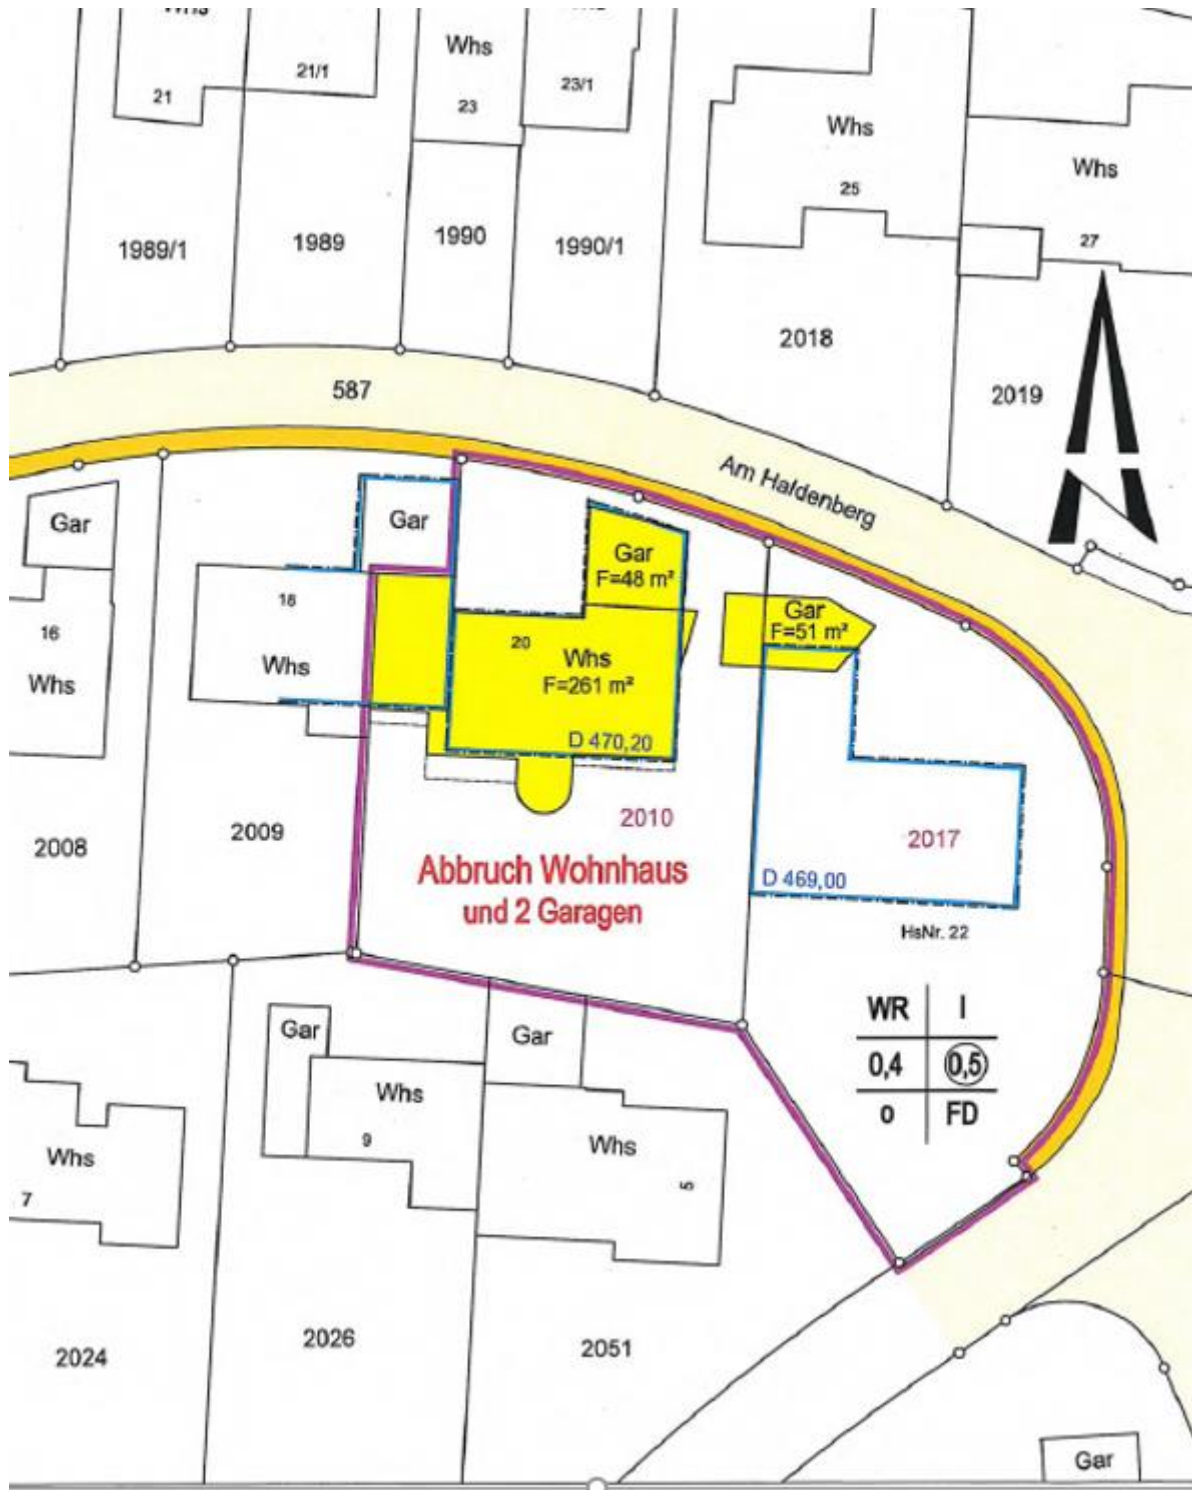 Whs
Whs
21
21/1
23
23/1
Whs
25
Whs
27
1989/1
1989
1990
1990/1
2018
2019
587
Am Haldenberg
Gar
Gar
Gar
F=48 m²
Gar
F=51 m²
16
Whs
18
Whs
20
Whs
F=261 m²
D 470,20
2008
2009
2010
2017
Abbruch Wohnhaus
und 2 Garagen
D 469,00
HsNr. 22
WR I
0,4 0,5
o FD
Gar
Gar
Whs
9
Whs
5
Whs
7
2024
2026
2051
Gar